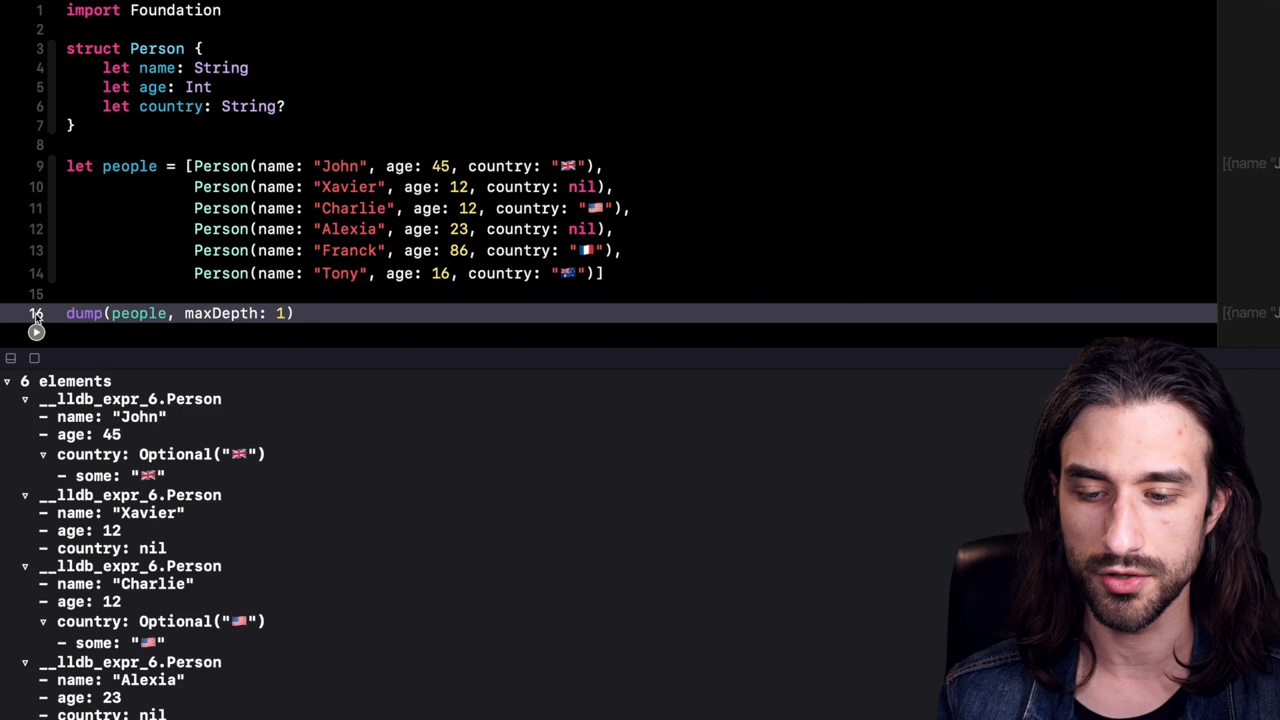 1 import Foundation
2
3 struct Person {
4 let name: String
5 let age: Int
6 let country: String?
7 }
8
9 let people = [Person(name: "John", age: 45, country: "🇬🇧"),
10 Person(name: "Xavier", age: 12, country: nil),
11 Person(name: "Charlie", age: 12, country: "🇺🇸"),
12 Person(name: "Alexia", age: 23, country: nil),
13 Person(name: "Franck", age: 86, country: "🇫🇷"),
14 Person(name: "Tony", age: 16, country: "🇦🇺")]
15
16 dump(people, maxDepth: 1)
[{name "J
[{name "J
▿ 6 elements
▿ __lldb_expr_6.Person
- name: "John"
- age: 45
▿ country: Optional("🇬🇧")
- some: "🇬🇧"
▿ __lldb_expr_6.Person
- name: "Xavier"
- age: 12
- country: nil
▿ __lldb_expr_6.Person
- name: "Charlie"
- age: 12
▿ country: Optional("🇺🇸")
- some: "🇺🇸"
▿ __lldb_expr_6.Person
- name: "Alexia"
- age: 23
- country: nil